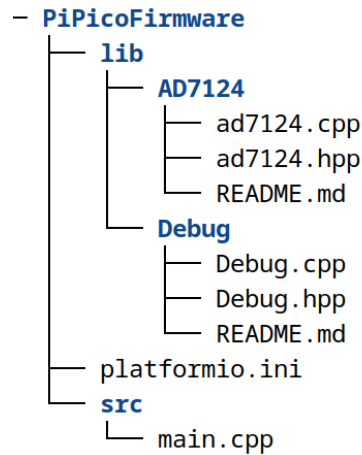 PiPicoFirmware
lib
AD7124
ad7124.cpp
ad7124.hpp
README.md
Debug
Debug.cpp
Debug.hpp
README.md
platformio.ini
src
main.cpp